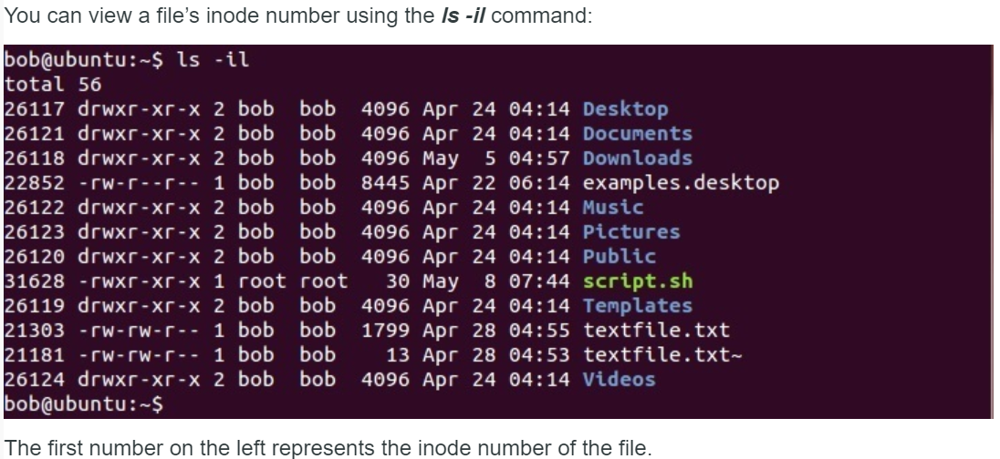 You can view a file’s inode number using the ls -il command:
bob@ubuntu:~$ ls -il
total 56
26117 drwxr-xr-x 2 bob  bob  4096 Apr 24 04:14 Desktop
26121 drwxr-xr-x 2 bob  bob  4096 Apr 24 04:14 Documents
26118 drwxr-xr-x 2 bob  bob  4096 May  5 04:57 Downloads
22852 -rw-r--r-- 1 bob  bob  8445 Apr 22 06:14 examples.desktop
26122 drwxr-xr-x 2 bob  bob  4096 Apr 24 04:14 Music
26123 drwxr-xr-x 2 bob  bob  4096 Apr 24 04:14 Pictures
26120 drwxr-xr-x 2 bob  bob  4096 Apr 24 04:14 Public
31628 -rwxr-xr-x 1 root root   30 May  8 07:44 script.sh
26119 drwxr-xr-x 2 bob  bob  4096 Apr 24 04:14 Templates
21303 -rw-rw-r-- 1 bob  bob  1799 Apr 28 04:55 textfile.txt
21181 -rw-rw-r-- 1 bob  bob    13 Apr 28 04:53 textfile.txt~
26124 drwxr-xr-x 2 bob  bob  4096 Apr 24 04:14 Videos
bob@ubuntu:~$
The first number on the left represents the inode number of the file.